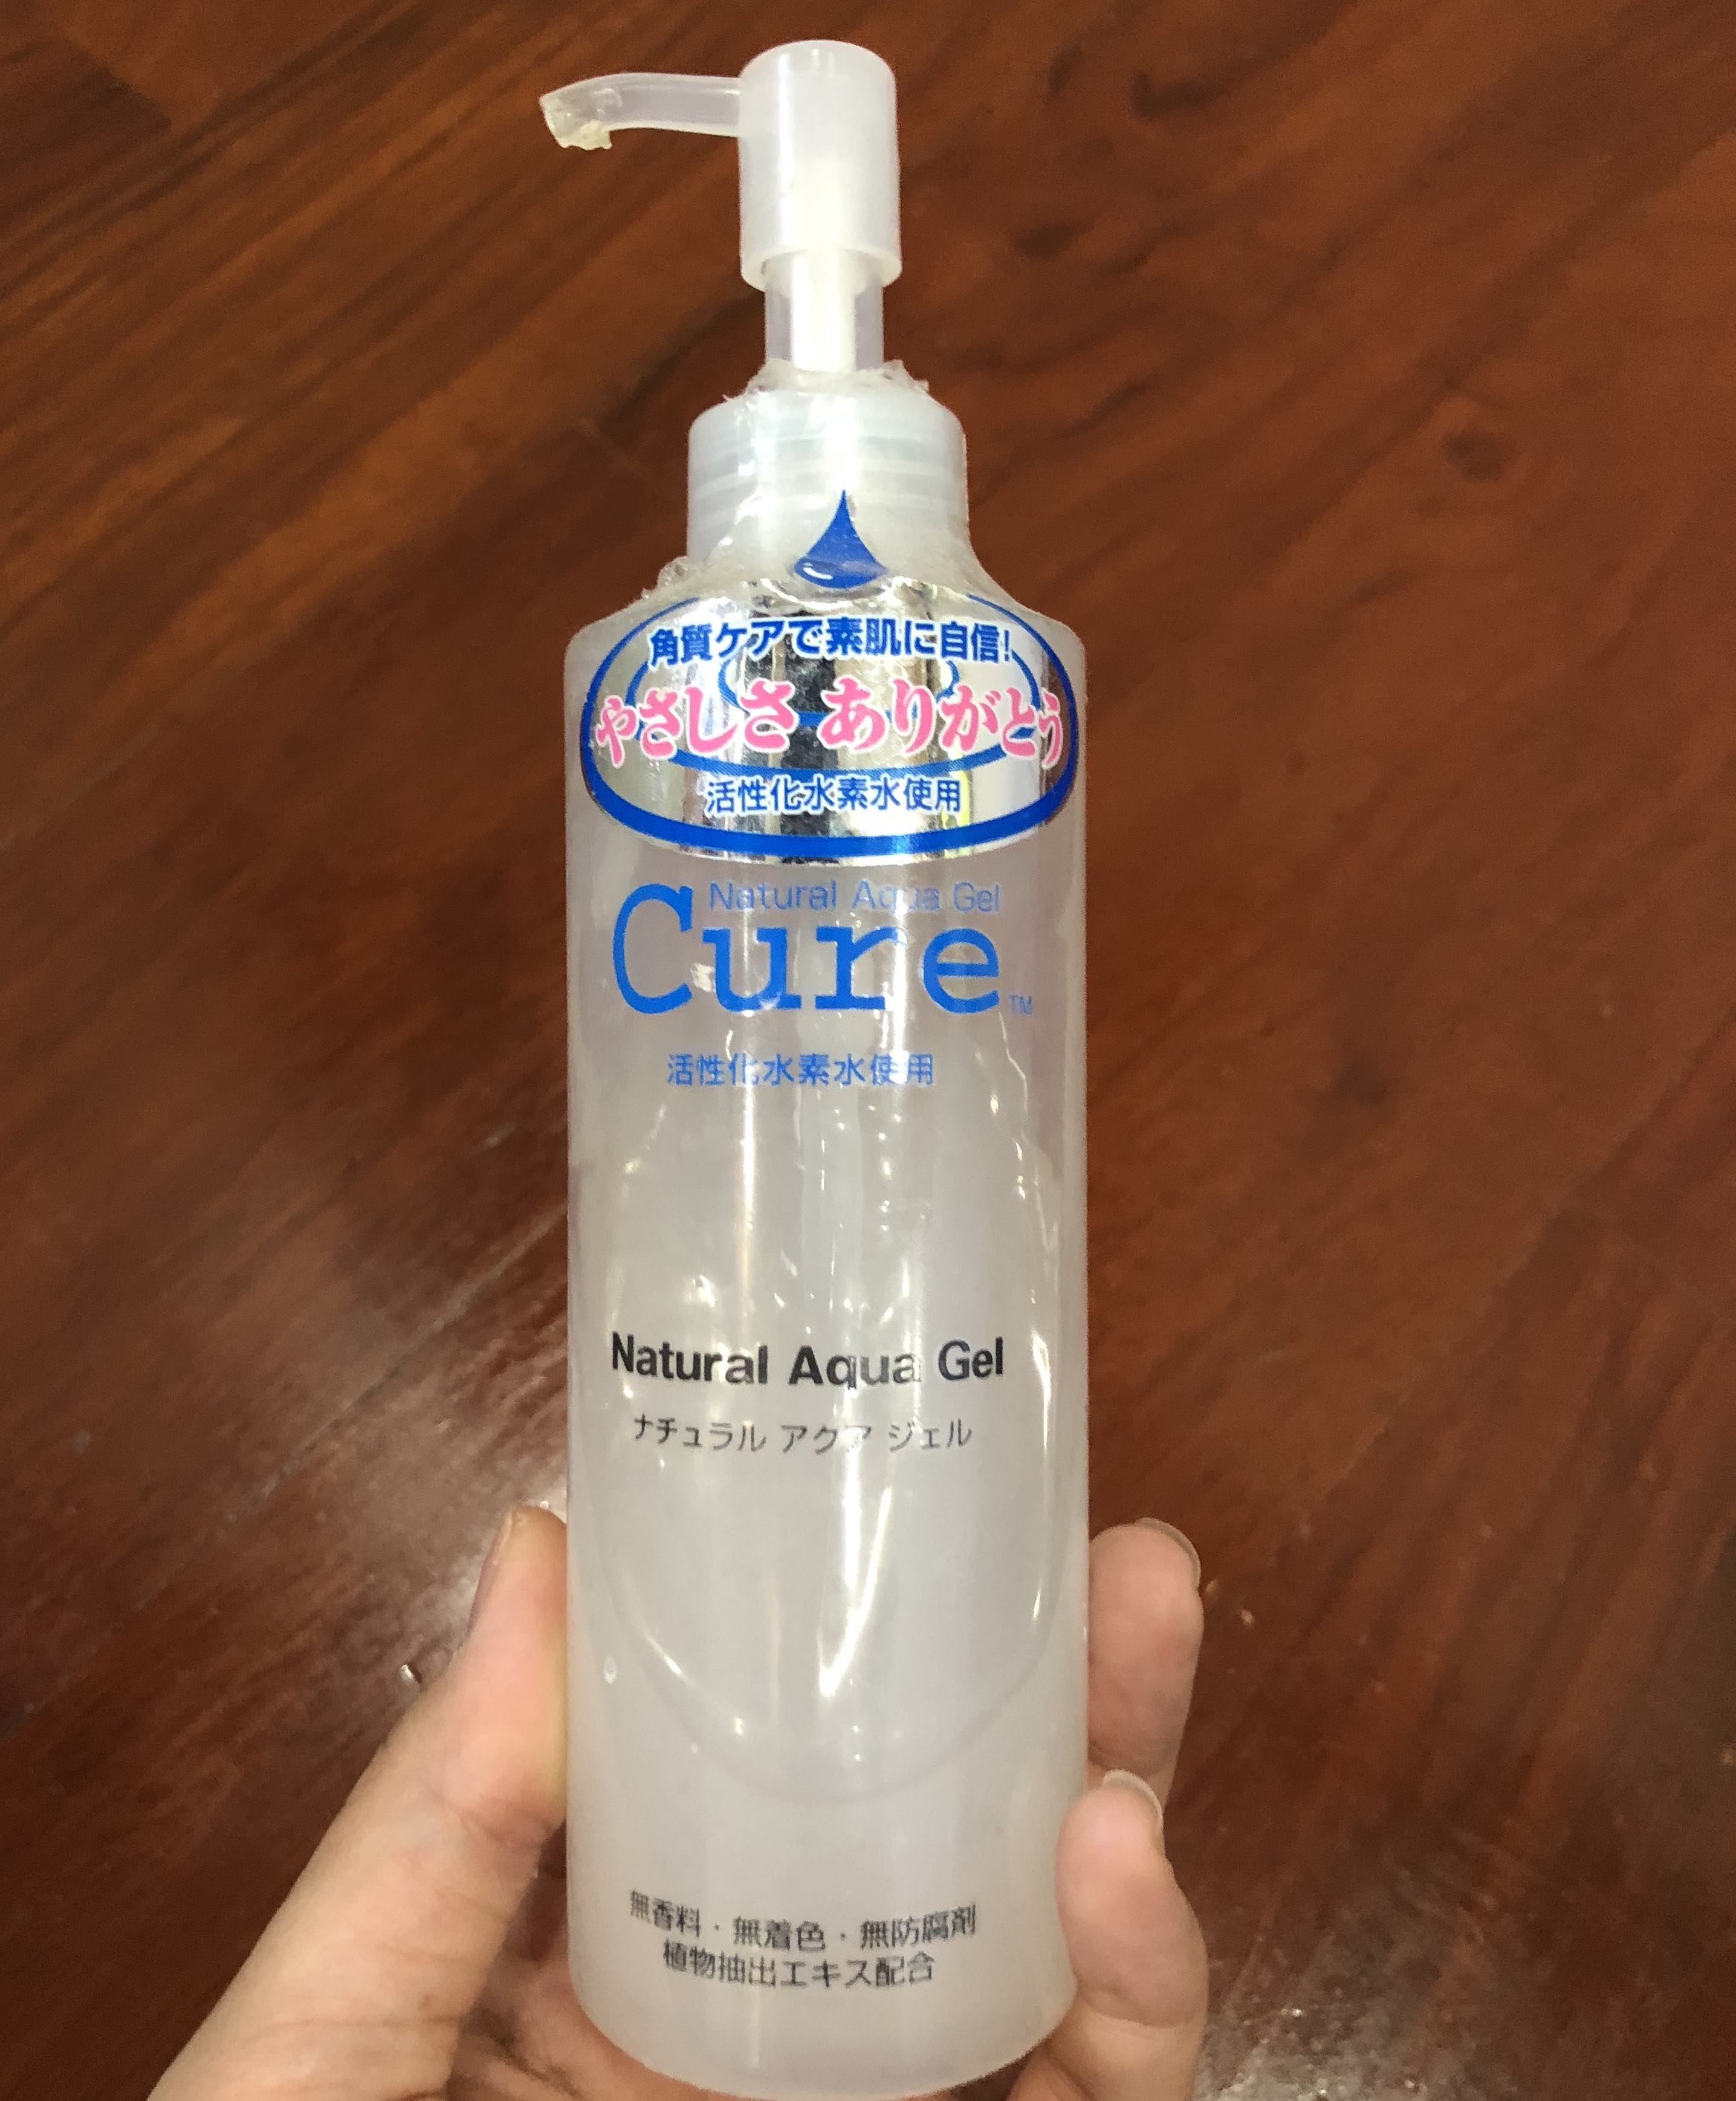 角質ケアで素肌に自信!
やさしさ ありがとう
活性化水素水使用
Natural Aqua Gel
Cure TM
活性化水素水使用
Natural Aqua Gel
ナチュラル アクア ジェル
無香料・無着色・無防腐剤
植物抽出エキス配合